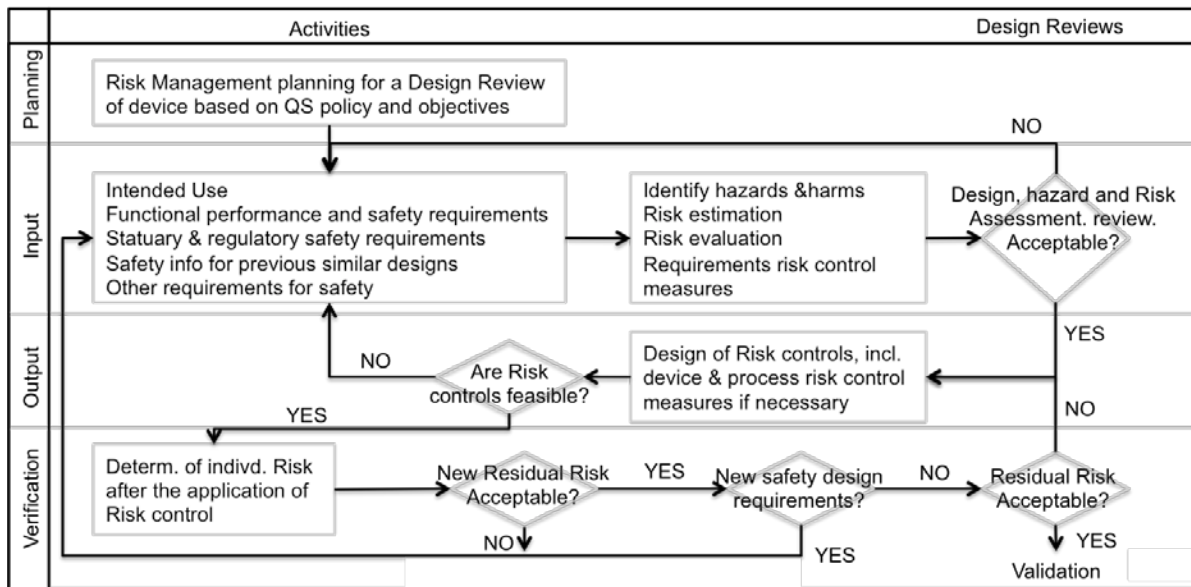 Activities
Design Reviews
Planning
Risk Management planning for a Design Review
of device based on QS policy and objectives
NO
Input
Intended Use
Functional performance and safety requirements
Statuary & regulatory safety requirements
Safety info for previous similar designs
Other requirements for safety
Identify hazards &harms
Risk estimation
Risk evaluation
Requirements risk control
measures
Design, hazard and Risk
Assessment. review.
Acceptable?
YES
Output
NO
Are Risk
controls feasible?
Design of Risk controls, incl.
device & process risk control
measures if necessary
YES
NO
Verification
Determ. of indivd. Risk
after the application of
Risk control
New Residual Risk
Acceptable?
YES
New safety design
requirements?
NO
Residual Risk
Acceptable?
NO
YES
YES
Validation